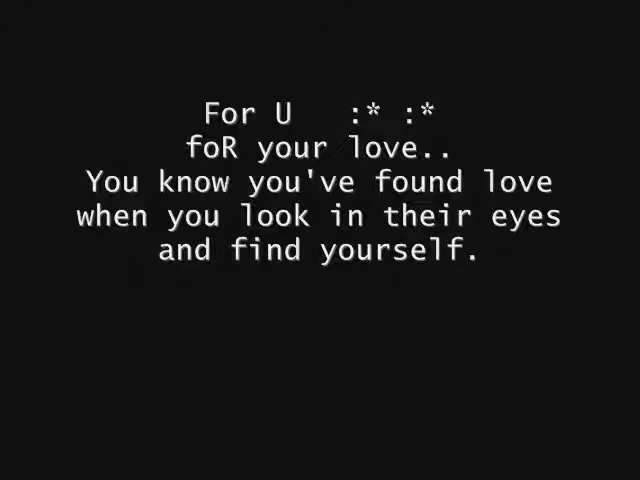 For U   :* :*
foR your love..
You know you've found love
when you look in their eyes
and find yourself.